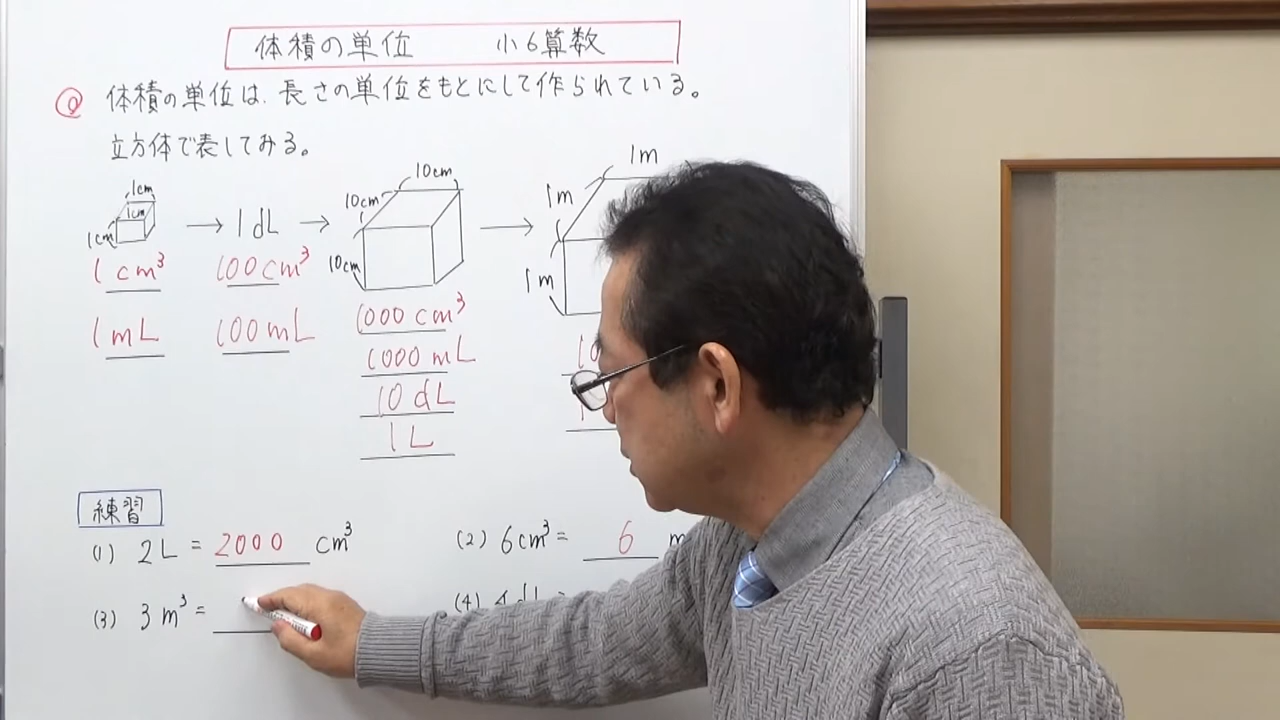 体積の単位 小6算数
Q 体積の単位は、長さの単位をもとにして作られている。
立方体で表してみる。
1cm 1cm 1cm → 1dL → 10cm 10cm 10cm → 1m 1m 1m
1cm³ 100cm³ 1000cm³
1mL 100mL 1000mL
10dL
1L
練習
(1) 2L = 2000 cm³ (2) 6cm³ = 6 m
(3) 3m³ = (4)